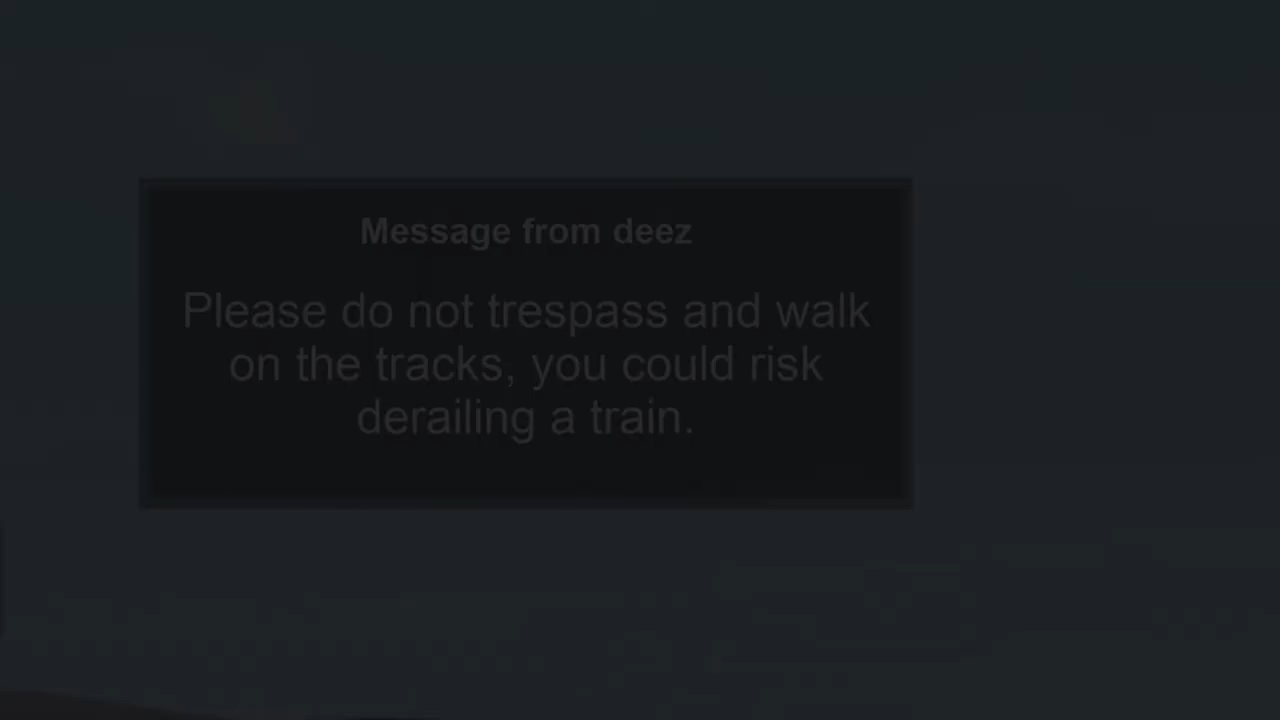 Message from deez
Please do not trespass and walk
on the tracks, you could risk
derailing a train.